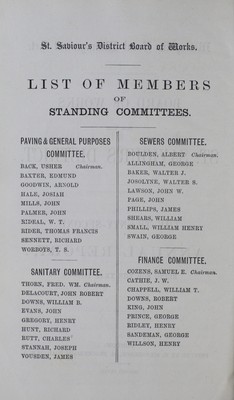 St. Saviour's District Board of Works.
LIST OF MEMBERS
OF
STANDING COMMITTEES.
PAVING & GENERAL PURPOSES
COMMITTEE.
BACK, USHER Chairman.
BAXTER, EDMUND
GOODWIN, ARNOLD
HALE, JOSIAH
MILLS, JOHN
PALMER, JOHN
RIDEAL, W. T.
RIDER, THOMAS FRANCIS
SENNETT, RICHARD
WORBOYS, T. S.
SANITARY COMMITTEE.
THORN, FRED. WM. Chairman.
DELACOURT, JOHN ROBERT
DOWNS, WILLIAM D.
EVANS, JOHN
GREGORY, HENRY
HUNT, RICHARD
RUTT, CHARLES
STANNAH, JOSEPH
YOURDEN, JAMES
SEWERS COMMITTEE.
BOULDEN, ALBERT Chairman.
ALLINGHAM, GEORGE
BAKER, WALTER J.
JOSOLYNE, WALTER S.
LAWSON, JOHN W.
PAGE, JOHN
PHILLIPS, JAMES
SHEARS, WILLIAM
SMALL, WILLIAM HENRY
SWAIN, GEORGE
FINANCE COMMITTEE.
COZENS, SAMUEL E. Chairman.
CATHIE, J. W.
CHAPPELL, WILLIAM T.
DOWNS, ROBERT
KING, JOHN
PRINCE, GEORGE
RIDLEY, HENRY
SANDEMAN, GEORGE
WILLSON, HENRY